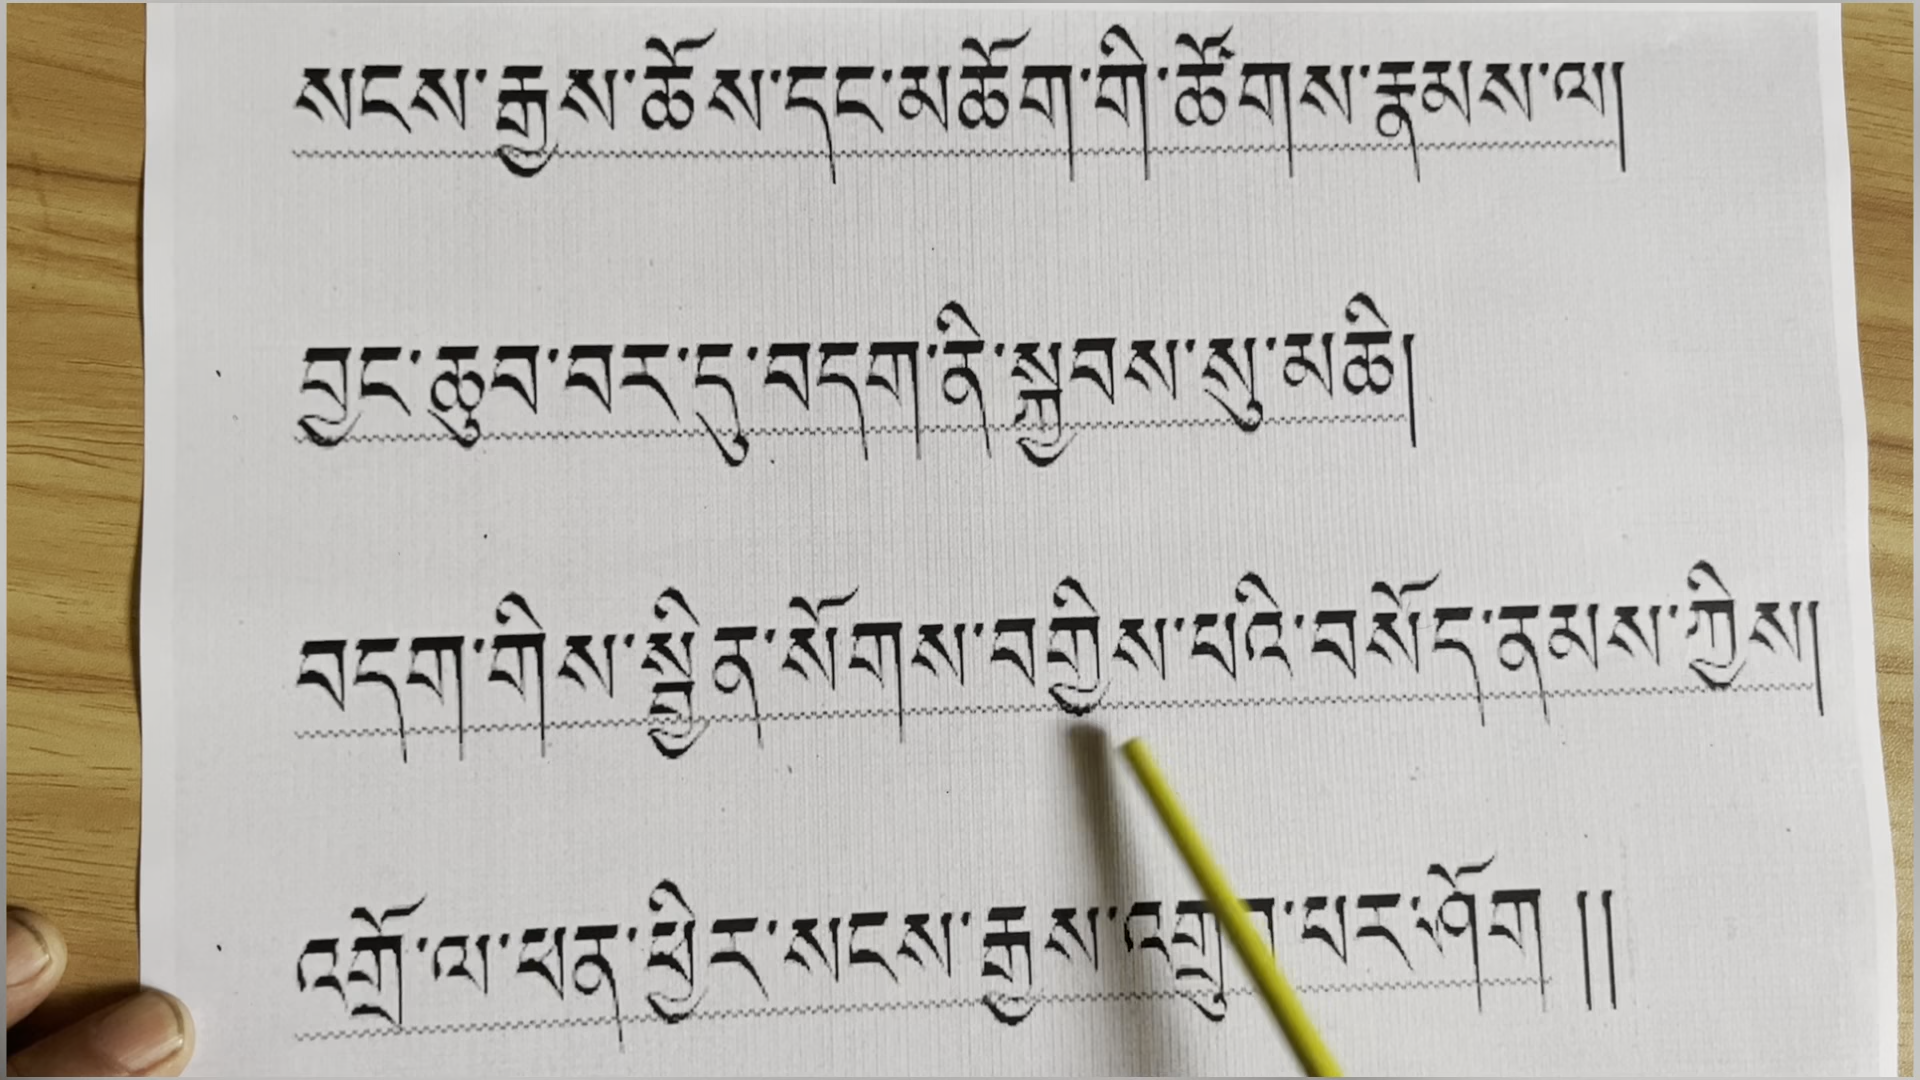 སངས་རྒྱས་ཆོས་དང་མཆོག་གི་ཚོགས་རྣམས་ལ།
བྱང་ཆུབ་བར་དུ་བདག་ནི་སྐྱབས་སུ་མཆི།
བདག་གིས་སྦྱིན་སོགས་བགྱིས་པའི་བསོད་ནམས་ཀྱིས།
འགྲོ་ལ་ཕན་ཕྱིར་སངས་རྒྱས་པར་ཤོག །།